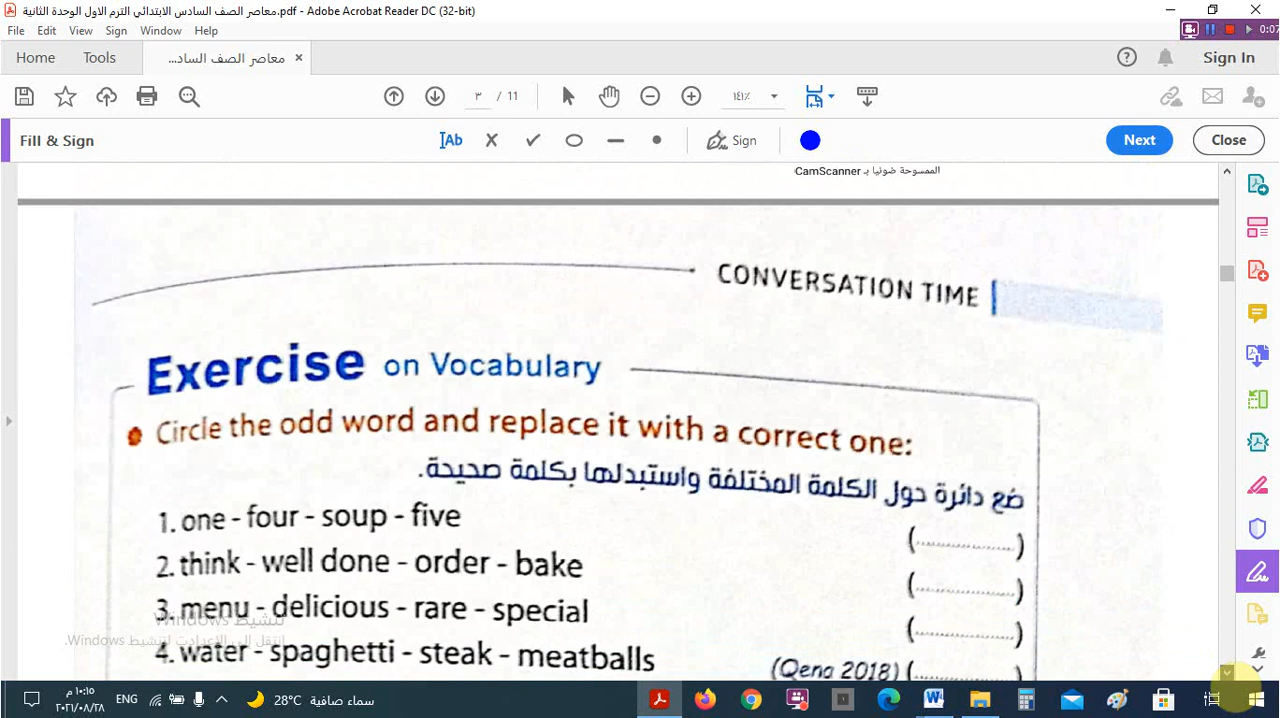 معاصر الصف السادس الابتدائي الترم الاول الوحدة الثانية.pdf - Adobe Acrobat Reader DC (32-bit)
File Edit View Sign Window Help
0:07
Home Tools معاصر الصف الساد...
Sign In
٣ / 11
١٤١٪
Fill & Sign
Ab
Sign
Next
Close
الممسوحة ضوئيا بـ CamScanner
CONVERSATION TIME
Exercise on Vocabulary
Circle the odd word and replace it with a correct one:
ضع دائرة حول الكلمة المختلفة واستبدلها بكلمة صحيحة.
1. one - four - soup - five (................)
2. think - well done - order - bake (................)
3. menu - delicious - rare - special (................)
تنشيط Windows
انتقل إلى الإعدادات لتنشيط Windows.
4. water - spaghetti - steak - meatballs (Qena 2018) (................)
١٠:١٥ م
٢٠٢١/٠٨/٢٨
ENG
28°C سماء صافية